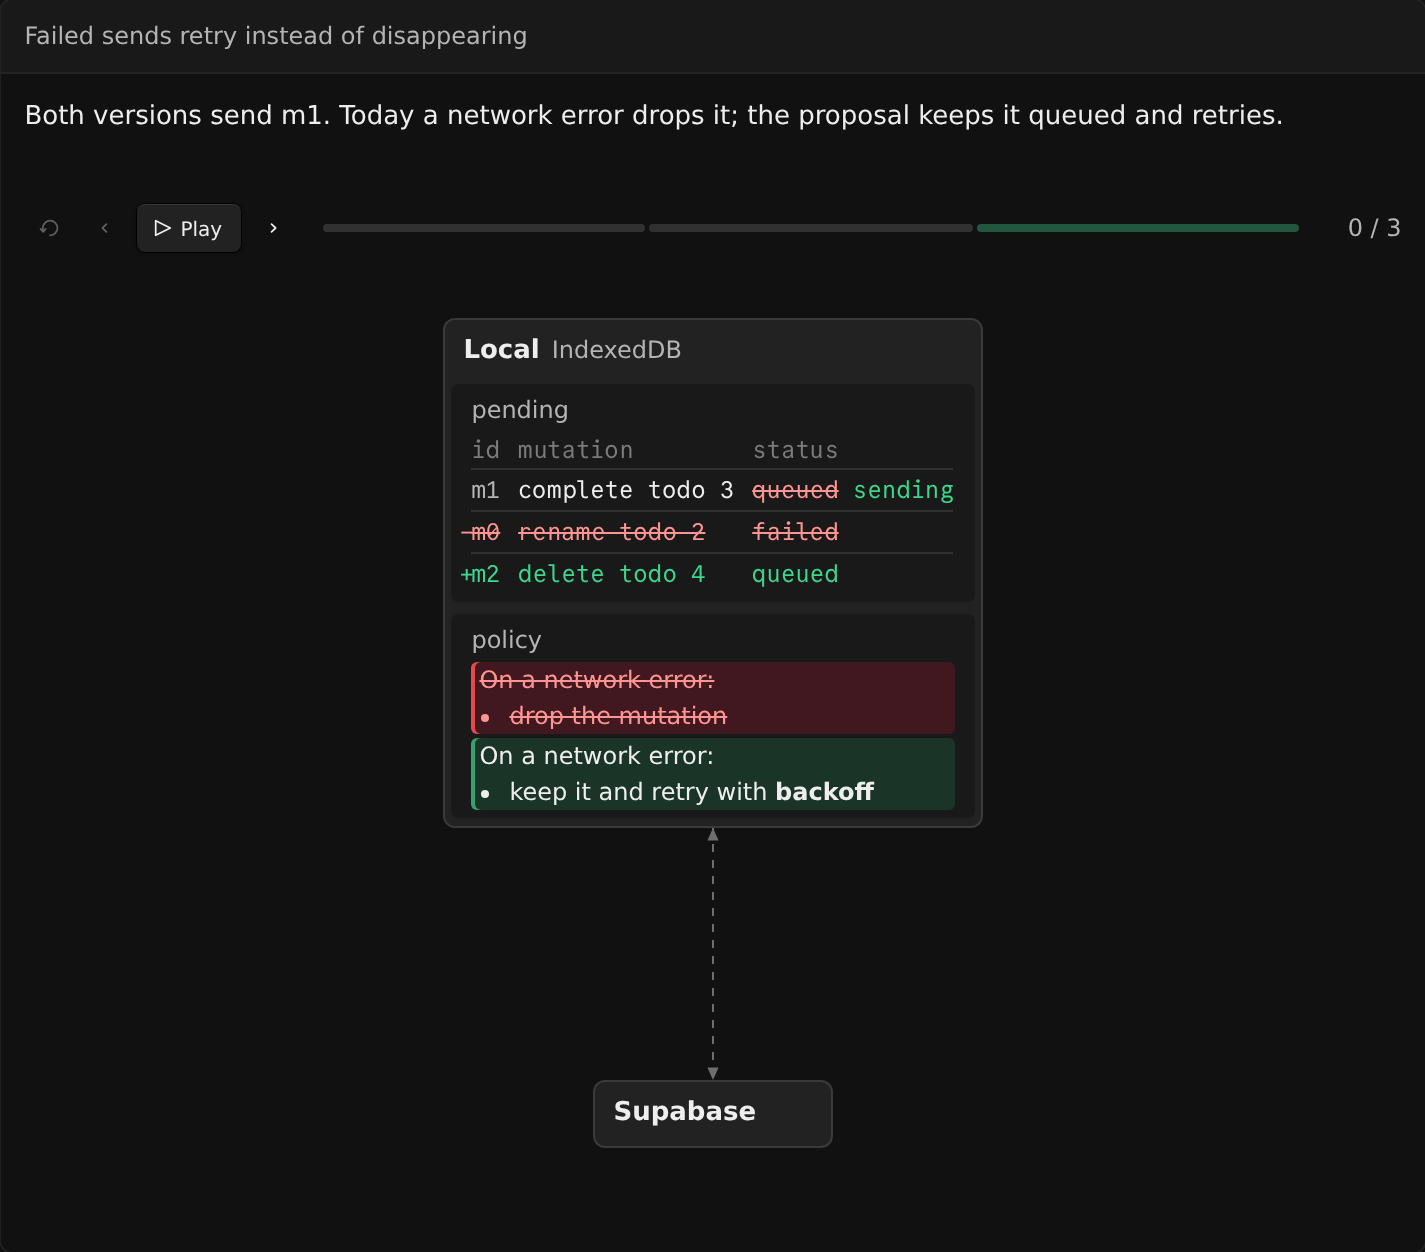 Failed sends retry instead of disappearing
Both versions send m1. Today a network error drops it; the proposal keeps it queued and retries.
Play
0 / 3
Local IndexedDB
pending
id mutation status
m1 complete todo 3 queued sending
−m0 rename todo 2 failed
+m2 delete todo 4 queued
policy
On a network error:
• drop the mutation
On a network error:
• keep it and retry with backoff
Supabase